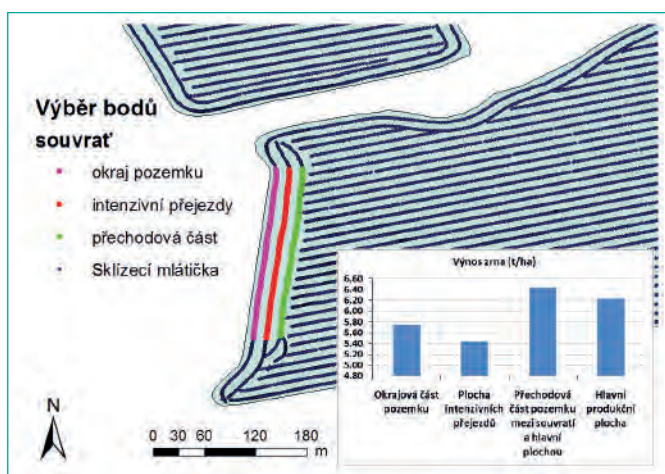 Výběr bodů
souvrať
okraj pozemku
intenzivní přejezdy
přechodová část
Sklízecí mlátička
Výnos zrna (t/ha)
6,60
6,40
6,20
6,00
5,80
5,60
5,40
5,20
5,00
4,80
Okrajová část
pozemku
Plocha
intenzivních
přejezdů
Přechodová
část pozemku
mezi souvratí
a hlavní
plochou
Hlavní
produkční
plocha
N
0 30 60 120 180
m